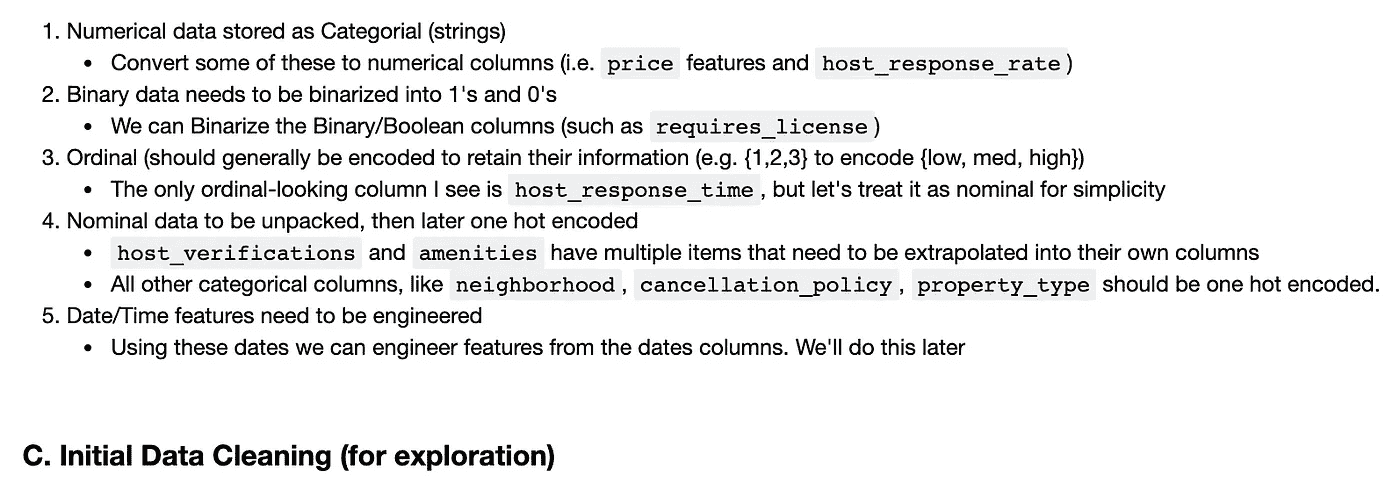 1. Numerical data stored as Categorial (strings)
• Convert some of these to numerical columns (i.e. price features and host_response_rate)
2. Binary data needs to be binarized into 1's and 0's
• We can Binarize the Binary/Boolean columns (such as requires_license)
3. Ordinal (should generally be encoded to retain their information (e.g. {1,2,3} to encode {low, med, high})
• The only ordinal-looking column I see is host_response_time, but let's treat it as nominal for simplicity
4. Nominal data to be unpacked, then later one hot encoded
• host_verifications and amenities have multiple items that need to be extrapolated into their own columns
• All other categorical columns, like neighborhood, cancellation_policy, property_type should be one hot encoded.
5. Date/Time features need to be engineered
• Using these dates we can engineer features from the dates columns. We'll do this later
C. Initial Data Cleaning (for exploration)